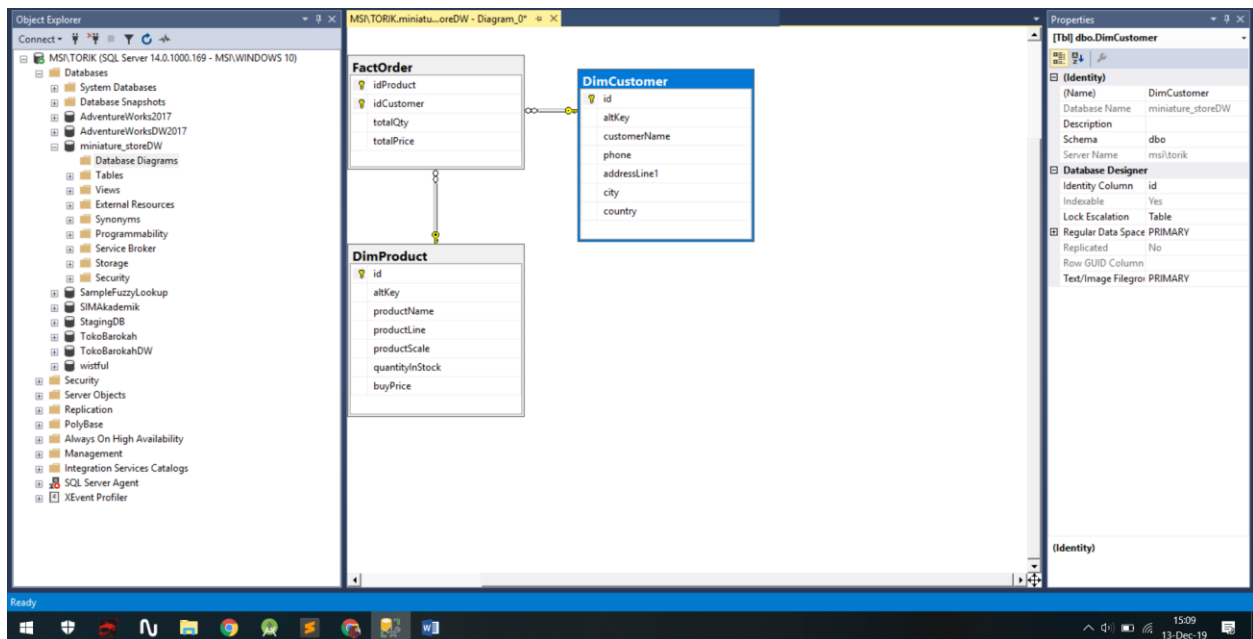 Object Explorer
Connect
MSI\TORIK (SQL Server 14.0.1000.169 - MSI\WINDOWS 10)
Databases
System Databases
Database Snapshots
AdventureWorks2017
AdventureWorksDW2017
miniature_storeDW
Database Diagrams
Tables
Views
External Resources
Synonyms
Programmability
Service Broker
Storage
Security
SampleFuzzyLookup
SIMAkademik
StagingDB
TokoBarokah
TokoBarokahDW
wistful
Security
Server Objects
Replication
PolyBase
Always On High Availability
Management
Integration Services Catalogs
SQL Server Agent
XEvent Profiler
MSI\TORIK.miniatu...oreDW - Diagram_0*
FactOrder
idProduct
idCustomer
totalQty
totalPrice
DimCustomer
id
altKey
customerName
phone
addressLine1
city
country
DimProduct
id
altKey
productName
productLine
productScale
quantityInStock
buyPrice
Properties
[Tbl] dbo.DimCustomer
(Identity)
(Name) DimCustomer
Database Name miniature_storeDW
Description
Schema dbo
Server Name msi\torik
Database Designer
Identity Column id
Indexable Yes
Lock Escalation Table
Regular Data Space PRIMARY
Replicated No
Row GUID Column
Text/Image Filegro PRIMARY
(Identity)
Ready
15:09
13-Dec-19